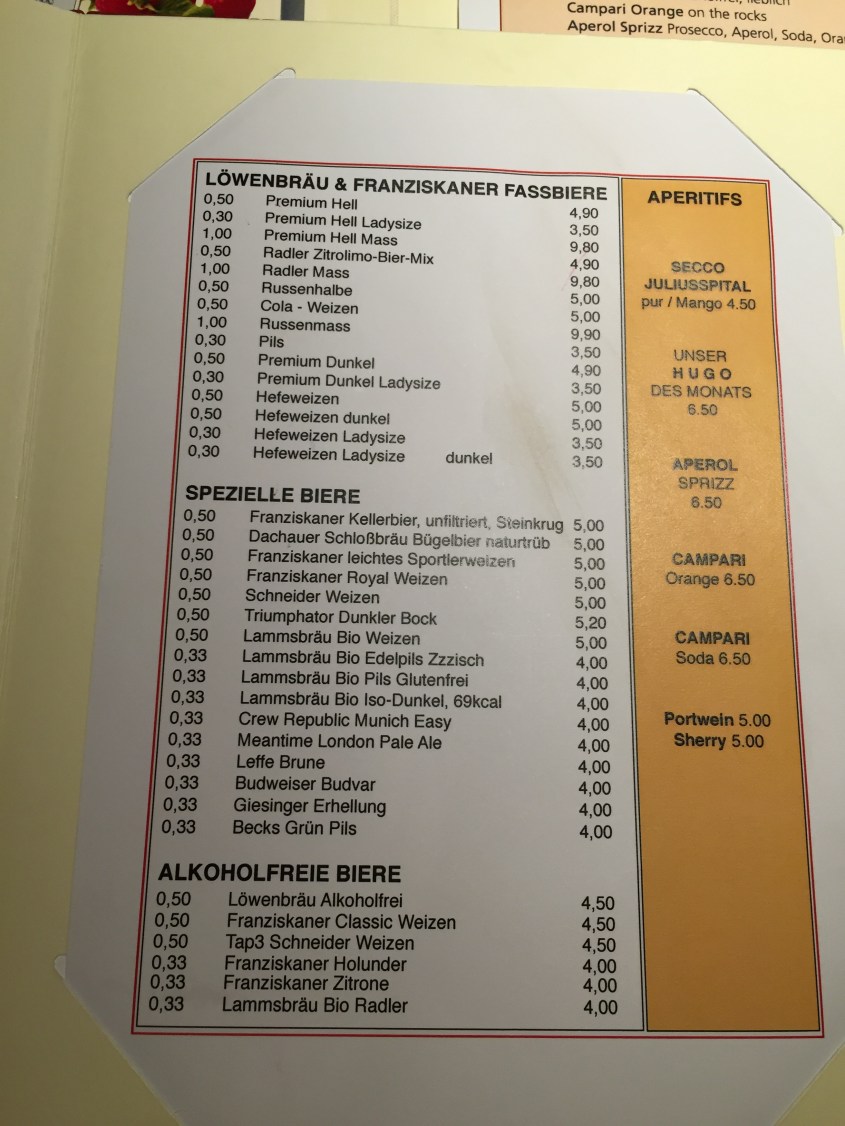 Campari Orange on the rocks
Aperol Sprizz Prosecco, Aperol, Soda,
LÖWENBRÄU & FRANZISKANER FASSBIERE
0,50 Premium Hell 4,90
0,30 Premium Hell Ladysize 3,50
1,00 Premium Hell Mass 9,80
0,50 Radler Zitrolimo-Bier-Mix 4,90
1,00 Radler Mass 9,80
0,50 Russenhalbe 5,00
0,50 Cola - Weizen 5,00
1,00 Russenmass 9,90
0,30 Pils 3,50
0,50 Premium Dunkel 4,90
0,30 Premium Dunkel Ladysize 3,50
0,50 Hefeweizen 5,00
0,50 Hefeweizen dunkel 5,00
0,30 Hefeweizen Ladysize 3,50
0,30 Hefeweizen Ladysize dunkel 3,50
SPEZIELLE BIERE
0,50 Franziskaner Kellerbier, unfiltriert, Steinkrug 5,00
0,50 Dachauer Schloßbräu Bügelbier naturtrüb 5,00
0,50 Franziskaner leichtes Sportlerweizen 5,00
0,50 Franziskaner Royal Weizen 5,00
0,50 Schneider Weizen 5,00
0,50 Triumphator Dunkler Bock 5,20
0,50 Lammsbräu Bio Weizen 5,00
0,33 Lammsbräu Bio Edelpils Zzzisch 4,00
0,33 Lammsbräu Bio Pils Glutenfrei 4,00
0,33 Lammsbräu Bio Iso-Dunkel, 69kcal 4,00
0,33 Crew Republic Munich Easy 4,00
0,33 Meantime London Pale Ale 4,00
0,33 Leffe Brune 4,00
0,33 Budweiser Budvar 4,00
0,33 Giesinger Erhellung 4,00
0,33 Becks Grün Pils 4,00
ALKOHOLFREIE BIERE
0,50 Löwenbräu Alkoholfrei 4,50
0,50 Franziskaner Classic Weizen 4,50
0,50 Tap3 Schneider Weizen 4,50
0,33 Franziskaner Holunder 4,00
0,33 Franziskaner Zitrone 4,00
0,33 Lammsbräu Bio Radler 4,00
APERITIFS
SECCO
JULIUSSPITAL
pur / Mango 4.50
UNSER
HUGO
DES MONATS
6.50
APEROL
SPRIZZ
6.50
CAMPARI
Orange 6.50
CAMPARI
Soda 6.50
Portwein 5.00
Sherry 5.00